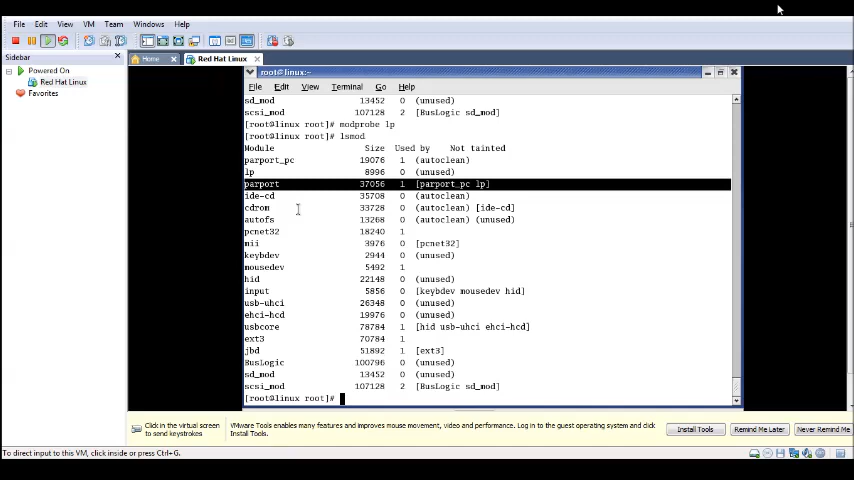 File Edit View VM Team Windows Help
Sidebar
Powered On
Red Hat Linux
Favorites
Home Red Hat Linux
root@linux:~
File Edit View Terminal Go Help
sd_mod 13452 0 (unused)
scsi_mod 107128 2 [BusLogic sd_mod]
[root@linux root]# modprobe lp
[root@linux root]# lsmod
Module Size Used by Not tainted
parport_pc 19076 1 (autoclean)
lp 8996 0 (unused)
parport 37056 1 [parport_pc lp]
ide-cd 35708 0 (autoclean)
cdrom 33728 0 (autoclean) [ide-cd]
autofs 13268 0 (autoclean) (unused)
pcnet32 18240 1
mii 3976 0 [pcnet32]
keybdev 2944 0 (unused)
mousedev 5492 1
hid 22148 0 (unused)
input 5856 0 [keybdev mousedev hid]
usb-uhci 26348 0 (unused)
ehci-hcd 19976 0 (unused)
usbcore 78784 1 [hid usb-uhci ehci-hcd]
ext3 70784 1
jbd 51892 1 [ext3]
BusLogic 100796 0 (unused)
sd_mod 13452 0 (unused)
scsi_mod 107128 2 [BusLogic sd_mod]
[root@linux root]#
Click in the virtual screen
to send keystrokes
VMware Tools enables many features and improves mouse movement, video and performance. Log in to the guest operating system and click
Install Tools.
Install Tools Remind Me Later Never Remind Me
To direct input to this VM, click inside or press Ctrl+G.